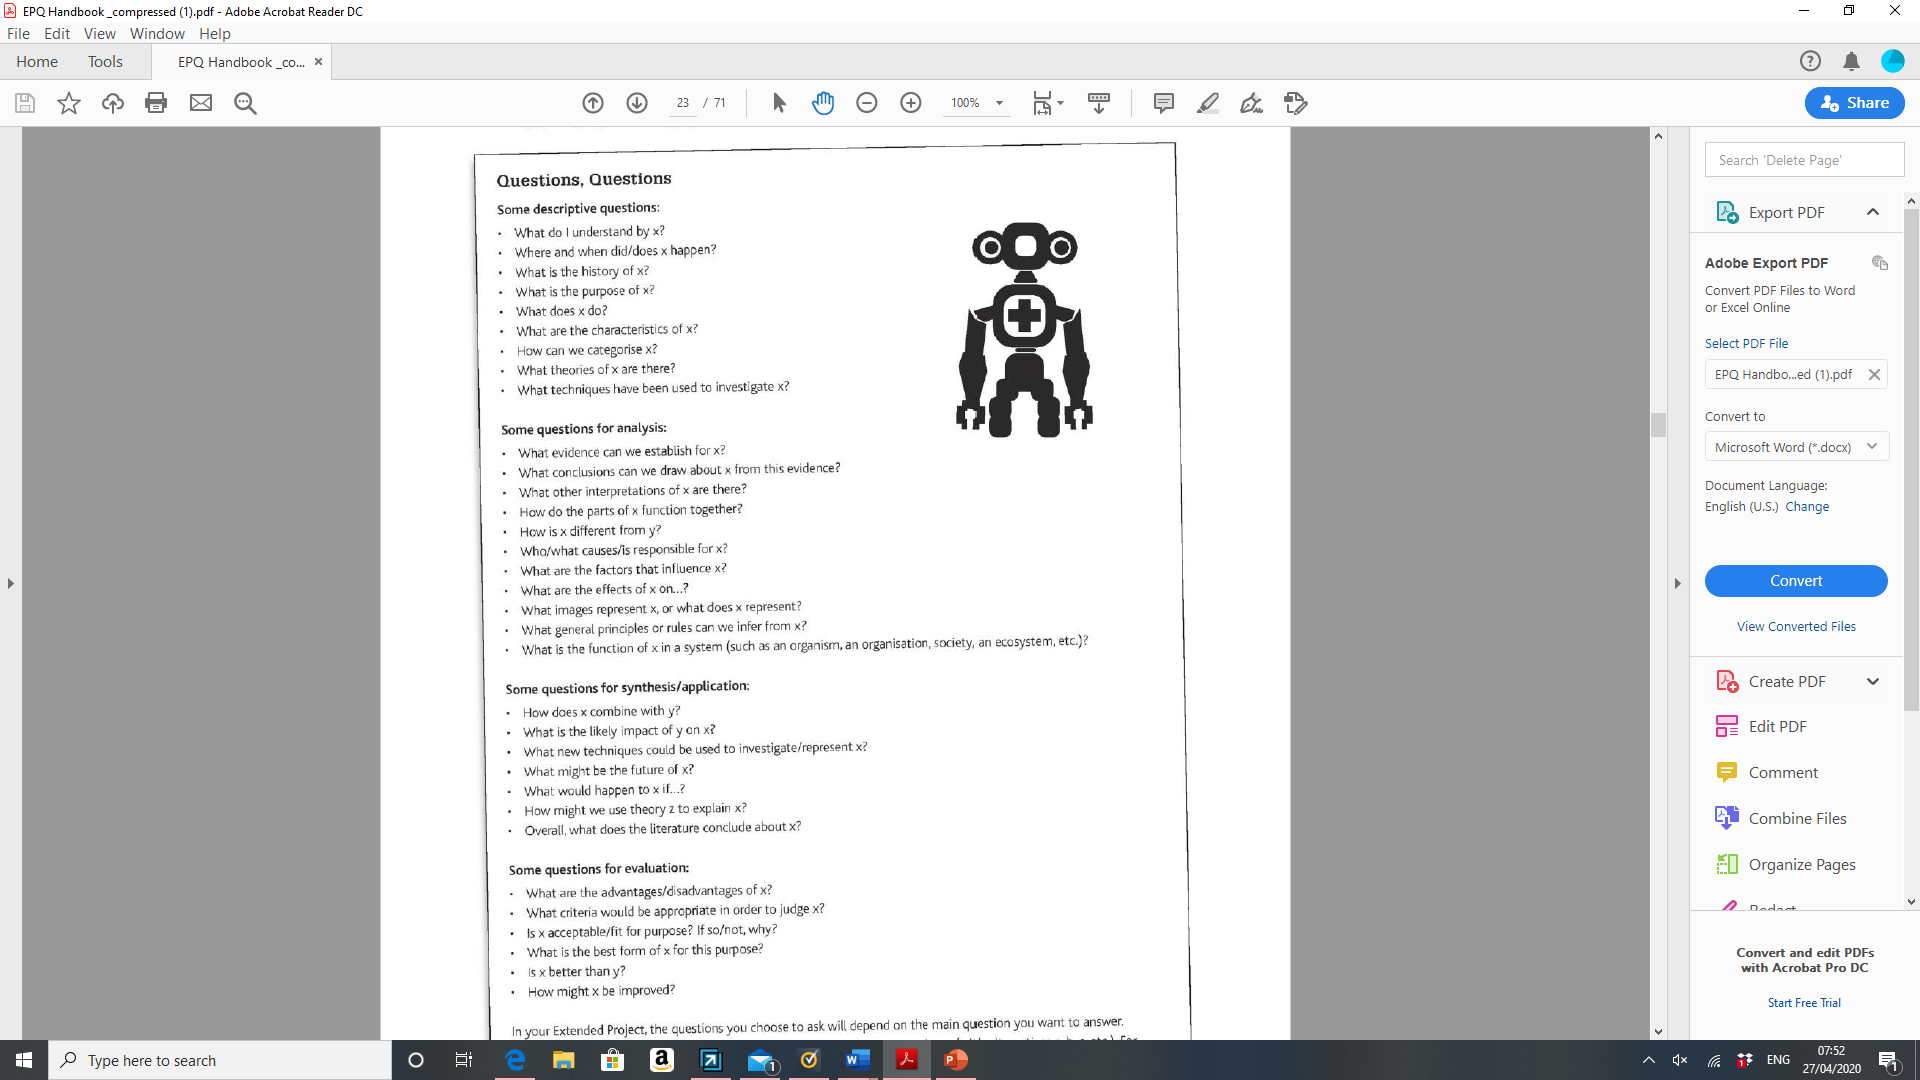 EPQ Handbook _compressed (1).pdf - Adobe Acrobat Reader DC
File Edit View Window Help
Home Tools EPQ Handbook _co... ×
23 / 71 100% Share
Questions, Questions
Some descriptive questions:
• What do I understand by x?
• Where and when did/does x happen?
• What is the history of x?
• What is the purpose of x?
• What does x do?
• What are the characteristics of x?
• How can we categorise x?
• What theories of x are there?
• What techniques have been used to investigate x?
Some questions for analysis:
• What evidence can we establish for x?
• What conclusions can we draw about x from this evidence?
• What other interpretations of x are there?
• How do the parts of x function together?
• How is x different from y?
• Who/what causes/is responsible for x?
• What are the factors that influence x?
• What are the effects of x on...?
• What images represent x, or what does x represent?
• What general principles or rules can we infer from x?
• What is the function of x in a system (such as an organism, an organisation, society, an ecosystem, etc.)?
Some questions for synthesis/application:
• How does x combine with y?
• What is the likely impact of y on x?
• What new techniques could be used to investigate/represent x?
• What might be the future of x?
• What would happen to x if...?
• How might we use theory z to explain x?
• Overall, what does the literature conclude about x?
Some questions for evaluation:
• What are the advantages/disadvantages of x?
• What criteria would be appropriate in order to judge x?
• Is x acceptable/fit for purpose? If so/not, why?
• What is the best form of x for this purpose?
• Is x better than y?
• How might x be improved?
In your Extended Project, the questions you choose to ask will depend on the main question you want to answer.
Search 'Delete Page'
Export PDF
Adobe Export PDF
Convert PDF Files to Word
or Excel Online
Select PDF File
EPQ Handbo...ed (1).pdf
Convert to
Microsoft Word (*.docx)
Document Language:
English (U.S.) Change
Convert
View Converted Files
Create PDF
Edit PDF
Comment
Combine Files
Organize Pages
Redact
Convert and edit PDFs
with Acrobat Pro DC
Start Free Trial
Type here to search
ENG
07:52
27/04/2020